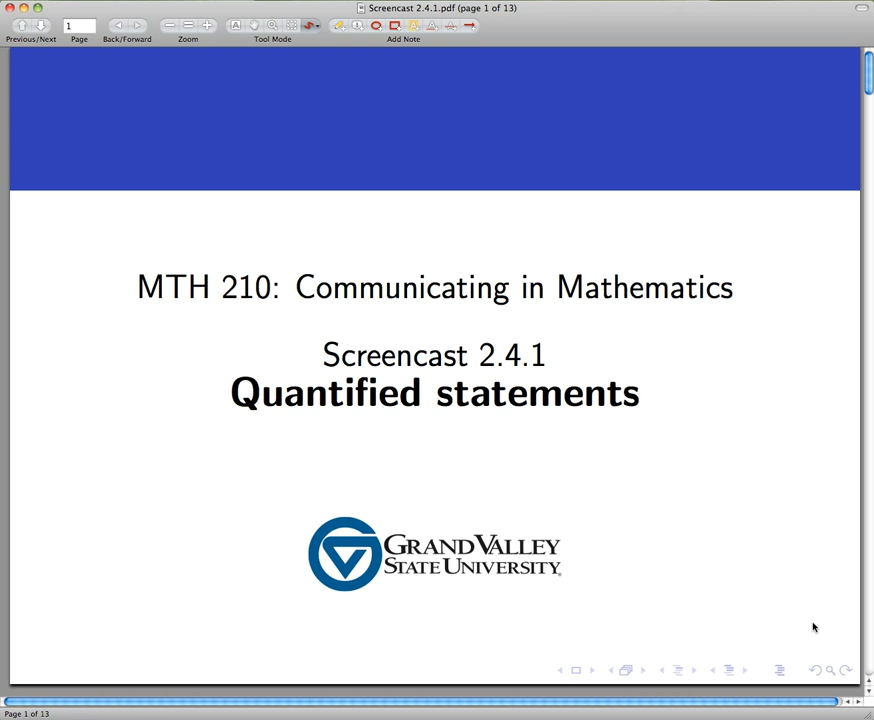 Screencast 2.4.1.pdf (page 1 of 13)
1
Previous/Next Page Back/Forward Zoom Tool Mode Add Note
MTH 210: Communicating in Mathematics
Screencast 2.4.1
Quantified statements
GRAND VALLEY
STATE UNIVERSITY.
Page 1 of 13